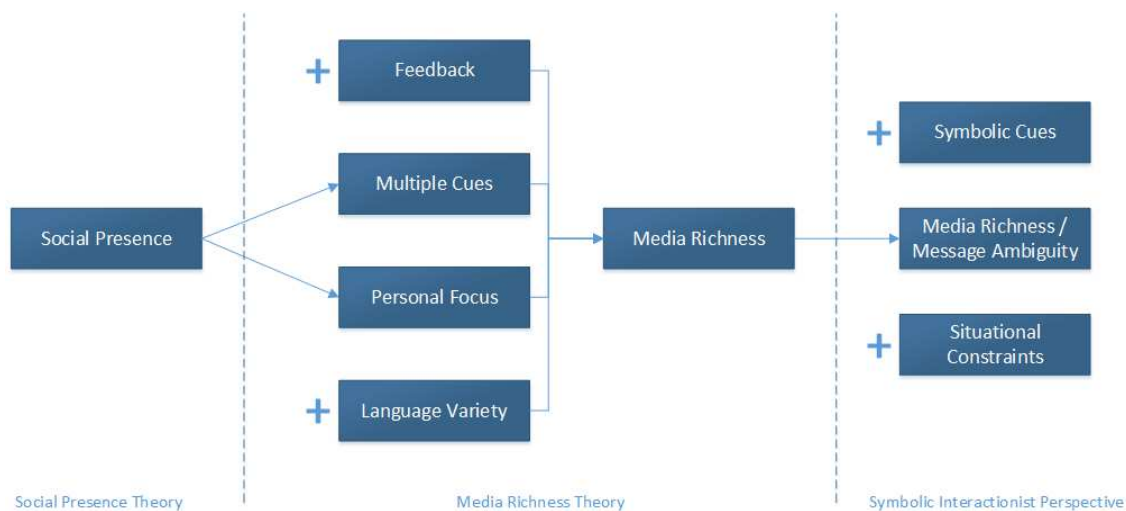 Social Presence
+
Feedback
Multiple Cues
Personal Focus
+
Language Variety
Media Richness
+
Symbolic Cues
Media Richness /
Message Ambiguity
+
Situational
Constraints
Social Presence Theory
Media Richness Theory
Symbolic Interactionist Perspective